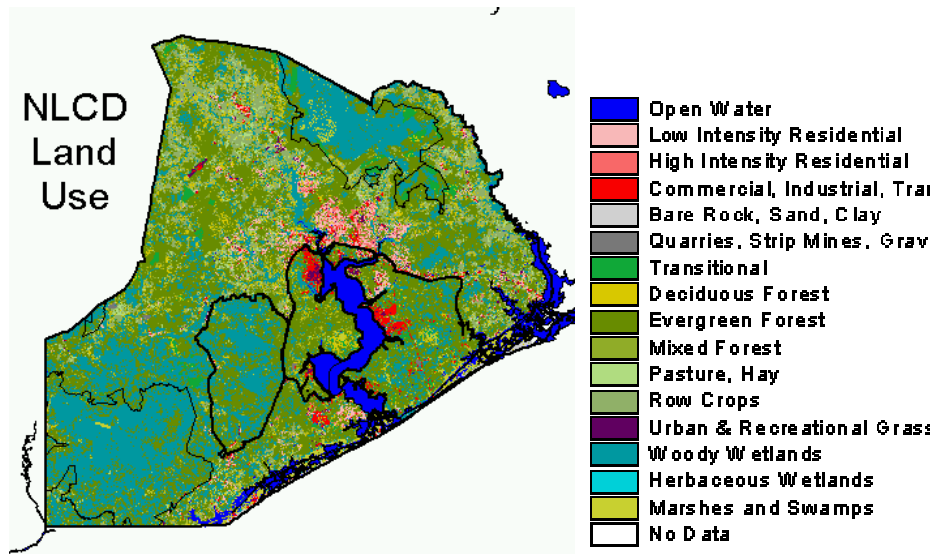 NLCD
Land
Use
Open Water
Low Intensity Residential
High Intensity Residential
Commercial, Industrial, Tran
Bare Rock, Sand, Clay
Quarries, Strip Mines, Grav
Transitional
Deciduous Forest
Evergreen Forest
Mixed Forest
Pasture, Hay
Row Crops
Urban & Recreational Grass
Woody Wetlands
Herbaceous Wetlands
Marshes and Swamps
No Data